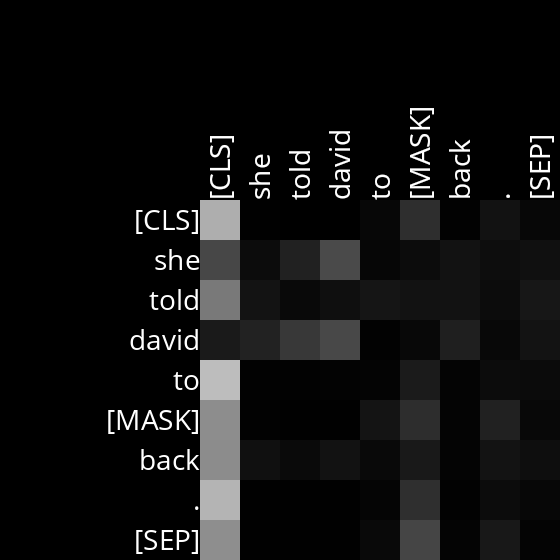 [CLS] she told david to [MASK] back . [SEP]
[CLS]
she
told
david
to
[MASK]
back
.
[SEP]